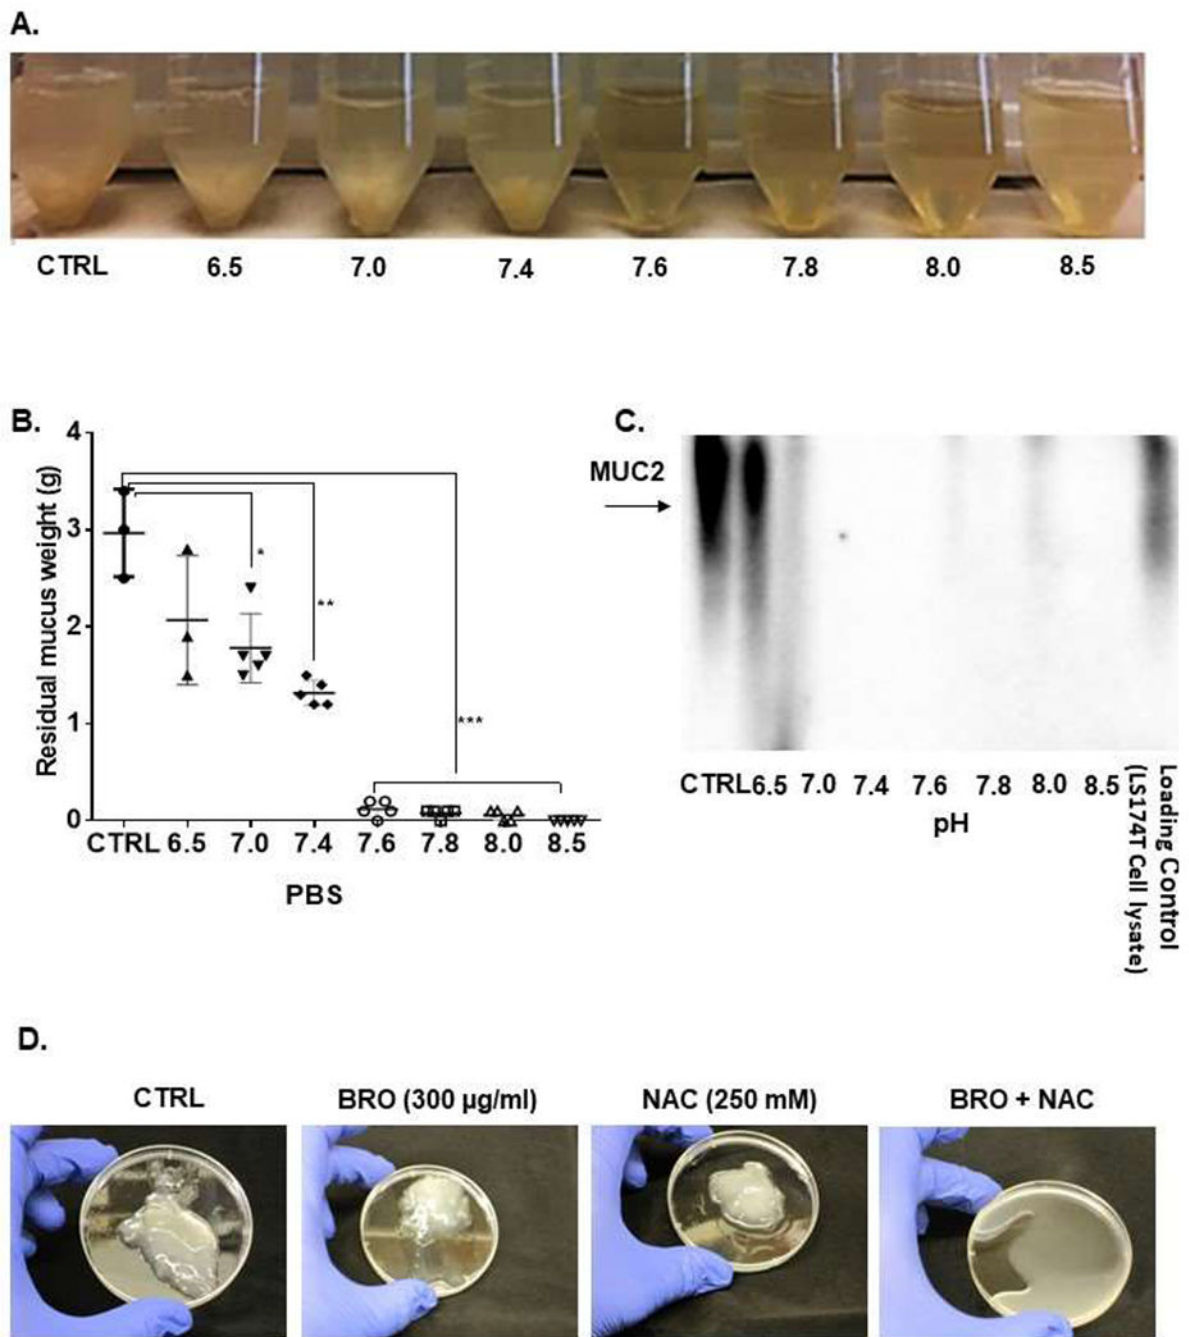 A.
CTRL 6.5 7.0 7.4 7.6 7.8 8.0 8.5
B.
4
3
2
1
0
Residual mucus weight (g)
*
**
***
CTRL 6.5 7.0 7.4 7.6 7.8 8.0 8.5
PBS
C.
MUC2
CTRL 6.5 7.0 7.4 7.6 7.8 8.0 8.5
pH
Loading Control
(LS174T Cell lysate)
D.
CTRL
BRO (300 µg/ml)
NAC (250 mM)
BRO + NAC